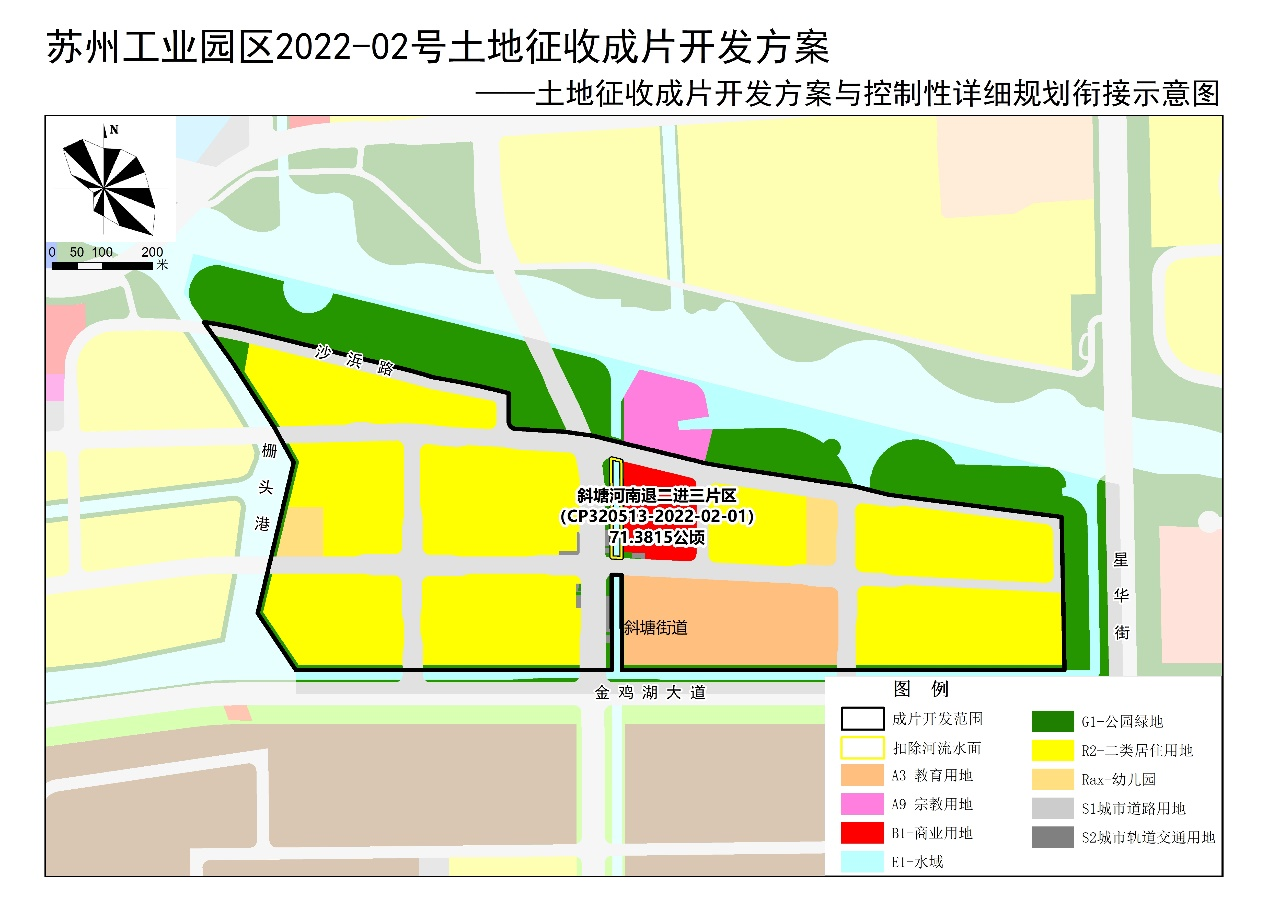 苏州工业园区2022-02号土地征收成片开发方案
——土地征收成片开发方案与控制性详细规划衔接示意图
N
0 50 100 200
米
沙浜路
栅头港
斜塘河南退二进三片区
(CP320513-2022-02-01)
71.3815公顷
斜塘街道
星华街
金鸡湖大道
图 例
成片开发范围
扣除河流水面
A3 教育用地
A9 宗教用地
B1-商业用地
E1-水域
G1-公园绿地
R2-二类居住用地
Rax-幼儿园
S1城市道路用地
S2城市轨道交通用地